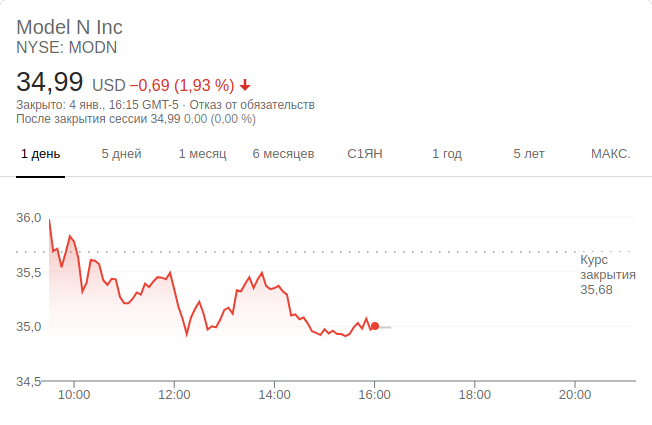 Model N Inc
NYSE: MODN
34,99 USD −0,69 (1,93 %)
Закрыто: 4 янв., 16:15 GMT-5 · Отказ от обязательств
После закрытия сессии 34,99 0,00 (0,00 %)
1 день 5 дней 1 месяц 6 месяцев С1ЯН 1 год 5 лет МАКС.
36,0
Курс
закрытия
35,68
35,5
35,0
34,5
10:00 12:00 14:00 16:00 18:00 20:00